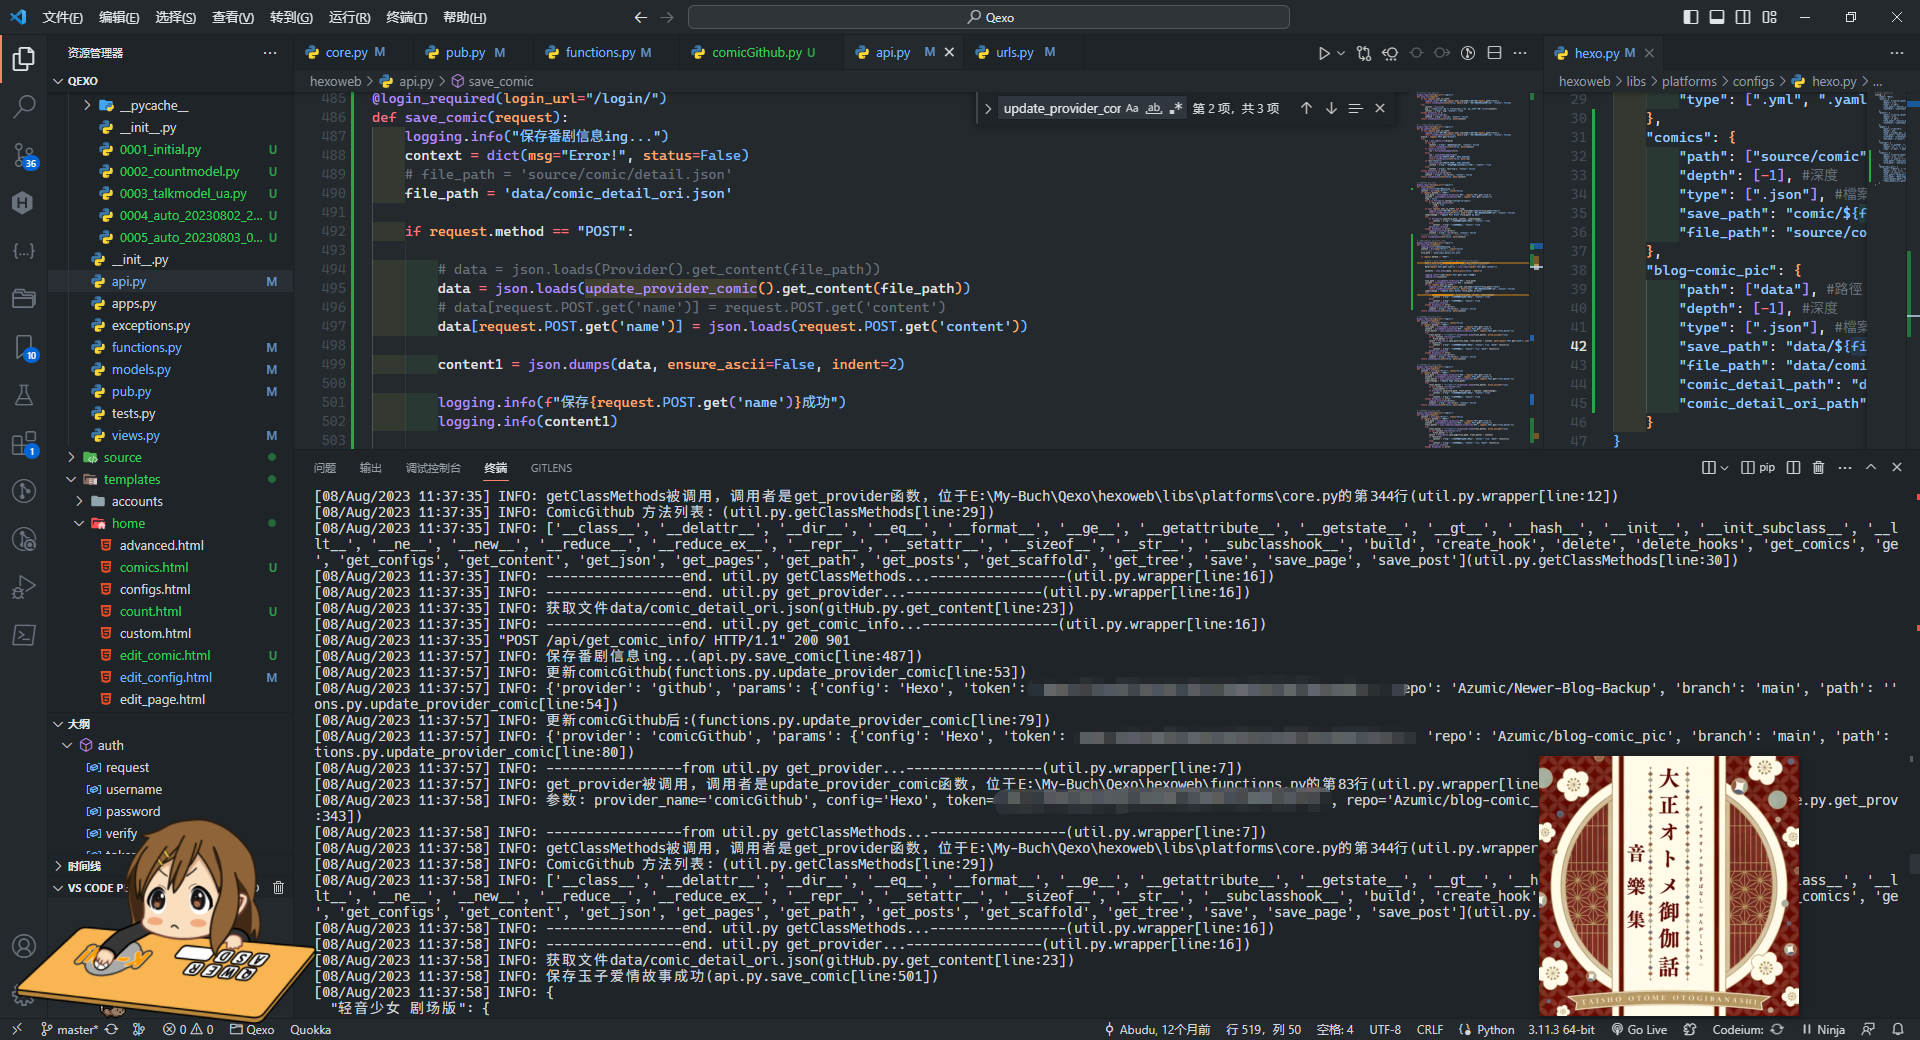 文件(F) 编辑(E) 选择(S) 查看(V) 转到(G) 运行(R) 终端(T) 帮助(H)
Qexo
资源管理器
QEXO
__pycache__
__init__.py
0001_initial.py U
0002_countmodel.py U
0003_talkmodel_ua.py U
0004_auto_20230802_2... U
0005_auto_20230803_0... U
__init__.py
api.py M
apps.py
exceptions.py
functions.py M
models.py M
pub.py M
tests.py
views.py M
source
templates
accounts
home
advanced.html
comics.html U
configs.html
count.html U
custom.html
edit_comic.html U
edit_config.html M
edit_page.html
大纲
auth
request
username
password
verify
时间线
VS CODE P
36
10
1
core.py M pub.py M functions.py M comicGithub.py U api.py M urls.py M
hexoweb > api.py > save_comic
update_provider_cor Aa ab 第 2 项，共 3 项
485 @login_required(login_url="/login/")
486 def save_comic(request):
487 logging.info("保存番剧信息ing...")
488 context = dict(msg="Error!", status=False)
489 # file_path = 'source/comic/detail.json'
490 file_path = 'data/comic_detail_ori.json'
491
492 if request.method == "POST":
493
494 # data = json.loads(Provider().get_content(file_path))
495 data = json.loads(update_provider_comic().get_content(file_path))
496 # data[request.POST.get('name')] = request.POST.get('content')
497 data[request.POST.get('name')] = json.loads(request.POST.get('content'))
498
499 content1 = json.dumps(data, ensure_ascii=False, indent=2)
500
501 logging.info(f"保存{request.POST.get('name')}成功")
502 logging.info(content1)
503
hexo.py M
hexoweb > libs > platforms > configs > hexo.py > ...
29 "type": [".yml", ".yaml
30 },
31 "comics": {
32 "path": ["source/comic"
33 "depth": [-1], #深度
34 "type": [".json"], #檔案
35 "save_path": "comic/${f
36 "file_path": "source/co
37 },
38 "blog-comic_pic": {
39 "path": ["data"], #路徑
40 "depth": [-1], #深度
41 "type": [".json"], #檔案
42 "save_path": "data/${fi
43 "file_path": "data/comi
44 "comic_detail_path": "d
45 "comic_detail_ori_path"
46 }
47 }
问题 输出 调试控制台 终端 GITLENS
pip
[08/Aug/2023 11:37:35] INFO: getClassMethods被调用，调用者是get_provider函数，位于E:\My-Buch\Qexo\hexoweb\libs\platforms\core.py的第344行(util.py.wrapper[line:12])
[08/Aug/2023 11:37:35] INFO: ComicGithub 方法列表: (util.py.getClassMethods[line:29])
[08/Aug/2023 11:37:35] INFO: ['__class__', '__delattr__', '__dir__', '__eq__', '__format__', '__ge__', '__getattribute__', '__getstate__', '__gt__', '__hash__', '__init__', '__init_subclass__', '__l
lt__', '__ne__', '__new__', '__reduce__', '__reduce_ex__', '__repr__', '__setattr__', '__sizeof__', '__str__', '__subclasshook__', 'build', 'create_hook', 'delete', 'delete_hooks', 'get_comics', 'ge
', 'get_configs', 'get_content', 'get_json', 'get_pages', 'get_path', 'get_posts', 'get_scaffold', 'get_tree', 'save', 'save_page', 'save_post'](util.py.getClassMethods[line:30])
[08/Aug/2023 11:37:35] INFO: -----------------end. util.py getClassMethods...-----------------(util.py.wrapper[line:16])
[08/Aug/2023 11:37:35] INFO: -----------------end. util.py get_provider...-----------------(util.py.wrapper[line:16])
[08/Aug/2023 11:37:35] INFO: 获取文件data/comic_detail_ori.json(gitHub.py.get_content[line:23])
[08/Aug/2023 11:37:35] INFO: -----------------end. util.py get_comic_info...-----------------(util.py.wrapper[line:16])
[08/Aug/2023 11:37:35] "POST /api/get_comic_info/ HTTP/1.1" 200 901
[08/Aug/2023 11:37:57] INFO: 保存番剧信息ing...(api.py.save_comic[line:487])
[08/Aug/2023 11:37:57] INFO: 更新comicGithub(functions.py.update_provider_comic[line:53])
[08/Aug/2023 11:37:57] INFO: {'provider': 'github', 'params': {'config': 'Hexo', 'token': epo': 'Azumic/Newer-Blog-Backup', 'branch': 'main', 'path': ''
ons.py.update_provider_comic[line:54])
[08/Aug/2023 11:37:57] INFO: 更新comicGithub后:(functions.py.update_provider_comic[line:79])
[08/Aug/2023 11:37:57] INFO: {'provider': 'comicGithub', 'params': {'config': 'Hexo', 'token': 'repo': 'Azumic/blog-comic_pic', 'branch': 'main', 'path':
tions.py.update_provider_comic[line:80])
[08/Aug/2023 11:37:57] INFO: -----------------from util.py get_provider...-----------------(util.py.wrapper[line:7])
[08/Aug/2023 11:37:57] INFO: get_provider被调用，调用者是update_provider_comic函数，位于E:\My-Buch\Qexo\hexoweb\functions.py的第83行(util.py.wrapper[line
[08/Aug/2023 11:37:58] INFO: 参数: provider_name='comicGithub', config='Hexo', token= , repo='Azumic/blog-comic_ e.py.get_prov
:343])
[08/Aug/2023 11:37:58] INFO: -----------------from util.py getClassMethods...-----------------(util.py.wrapper[line:7])
[08/Aug/2023 11:37:58] INFO: getClassMethods被调用，调用者是get_provider函数，位于E:\My-Buch\Qexo\hexoweb\libs\platforms\core.py的第344行(util.py.wrapper
[08/Aug/2023 11:37:58] INFO: ComicGithub 方法列表: (util.py.getClassMethods[line:29])
[08/Aug/2023 11:37:58] INFO: ['__class__', '__delattr__', '__dir__', '__eq__', '__format__', '__ge__', '__getattribute__', '__getstate__', '__gt__', '__h class__', '__l
lt__', '__ne__', '__new__', '__reduce__', '__reduce_ex__', '__repr__', '__setattr__', '__sizeof__', '__str__', '__subclasshook__', 'build', 'create_hook' comics', 'ge
', 'get_configs', 'get_content', 'get_json', 'get_pages', 'get_path', 'get_posts', 'get_scaffold', 'get_tree', 'save', 'save_page', 'save_post'](util.py.
[08/Aug/2023 11:37:58] INFO: -----------------end. util.py getClassMethods...-----------------(util.py.wrapper[line:16])
[08/Aug/2023 11:37:58] INFO: -----------------end. util.py get_provider...-----------------(util.py.wrapper[line:16])
[08/Aug/2023 11:37:58] INFO: 获取文件data/comic_detail_ori.json(gitHub.py.get_content[line:23])
[08/Aug/2023 11:37:58] INFO: 保存玉子爱情故事成功(api.py.save_comic[line:501])
[08/Aug/2023 11:37:58] INFO: {
"轻音少女 剧场版": {
大正オトメ御伽話
音樂集
TAISHO OTOME OTOGIBANASHI
master* 0 0 Qexo Quokka Abudu, 12个月前 行 519，列 50 空格: 4 UTF-8 CRLF Python 3.11.3 64-bit Go Live Codeium: Ninja